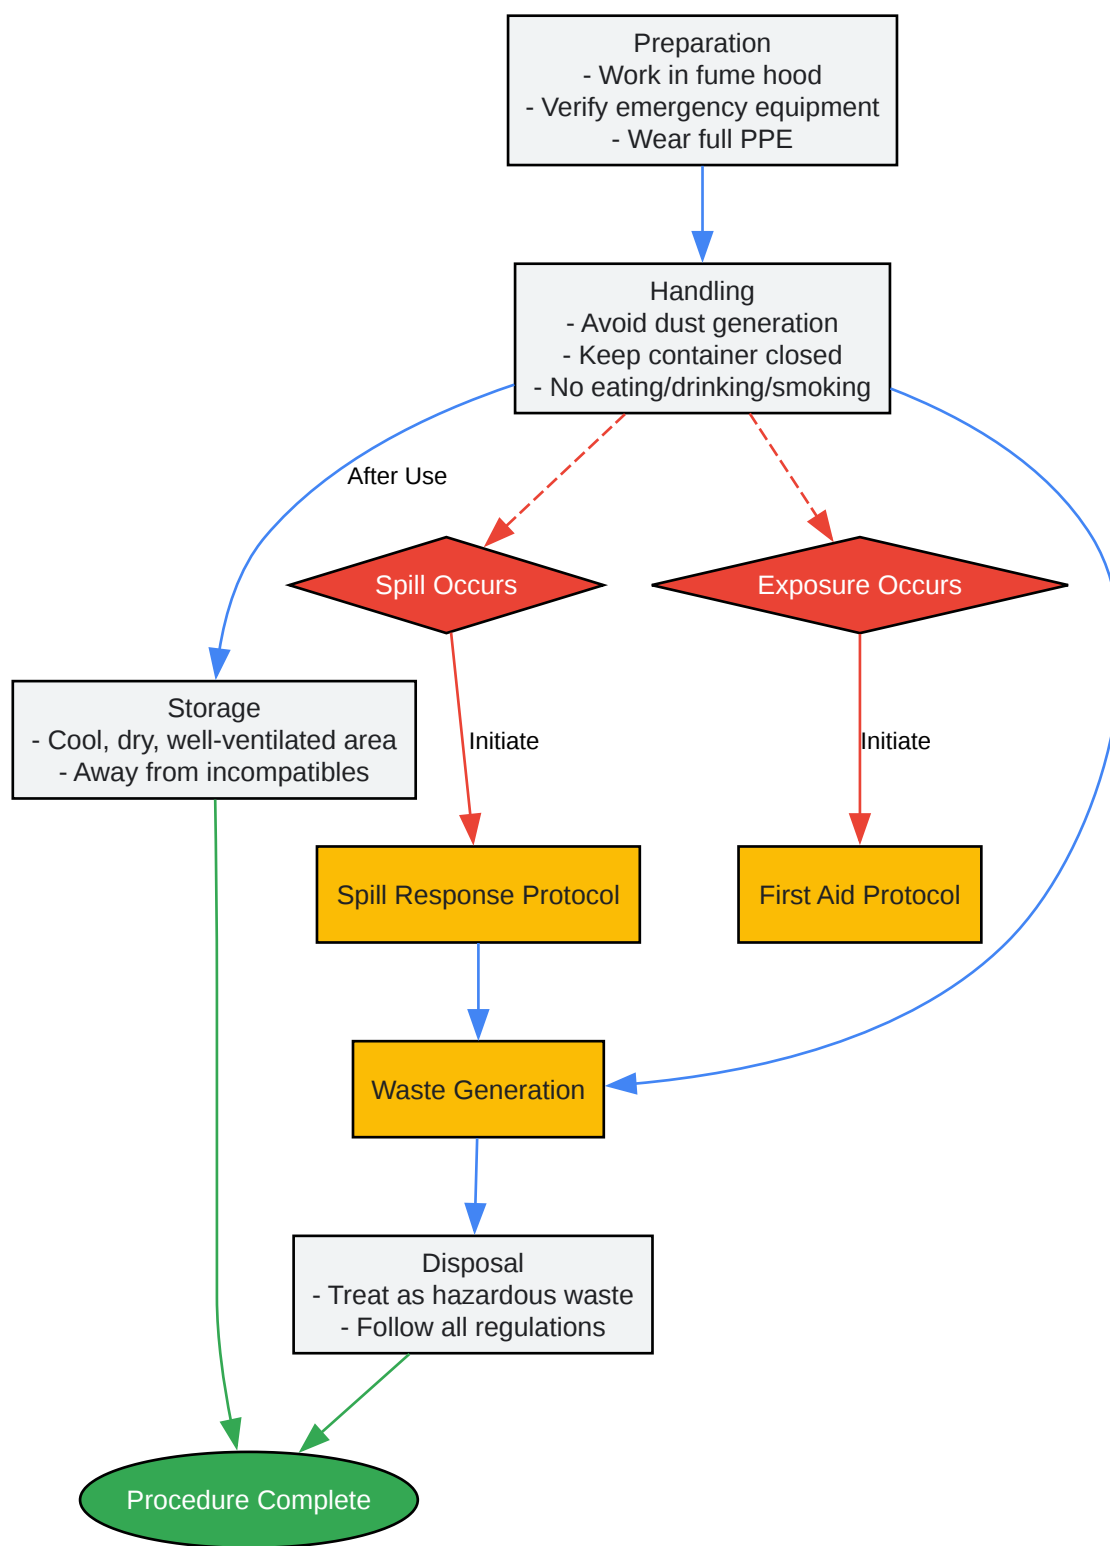 Preparation
- Work in fume hood
- Verify emergency equipment
- Wear full PPE
Handling
- Avoid dust generation
- Keep container closed
- No eating/drinking/smoking
After Use
Spill Occurs
Exposure Occurs
Storage
- Cool, dry, well-ventilated area
- Away from incompatibles
Initiate
Initiate
Spill Response Protocol
First Aid Protocol
Waste Generation
Disposal
- Treat as hazardous waste
- Follow all regulations
Procedure Complete